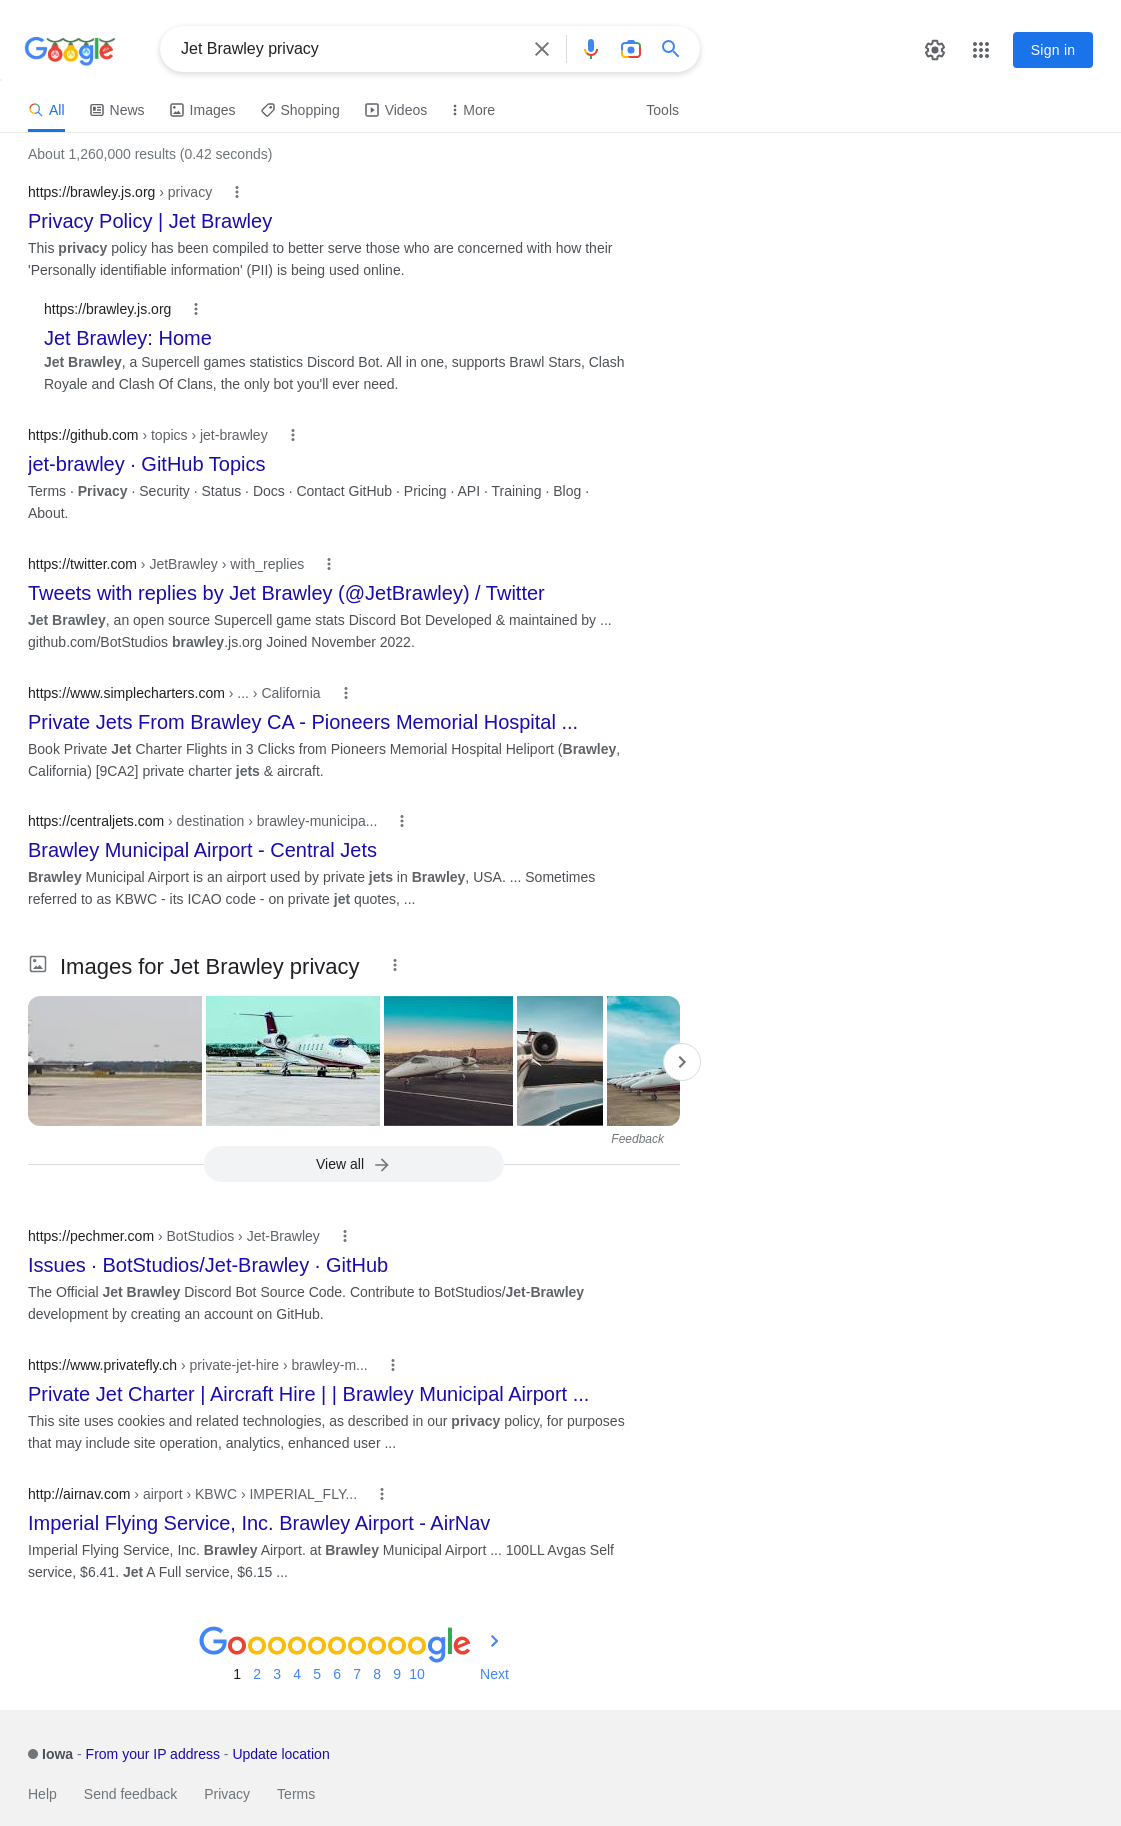 Google
Jet Brawley privacy
Sign in
All
News
Images
Shopping
Videos
More
Tools
About 1,260,000 results (0.42 seconds)
https://brawley.js.org › privacy
Privacy Policy | Jet Brawley
This privacy policy has been compiled to better serve those who are concerned with how their
'Personally identifiable information' (PII) is being used online.
https://brawley.js.org
Jet Brawley: Home
Jet Brawley, a Supercell games statistics Discord Bot. All in one, supports Brawl Stars, Clash
Royale and Clash Of Clans, the only bot you'll ever need.
https://github.com › topics › jet-brawley
jet-brawley · GitHub Topics
Terms · Privacy · Security · Status · Docs · Contact GitHub · Pricing · API · Training · Blog ·
About.
https://twitter.com › JetBrawley › with_replies
Tweets with replies by Jet Brawley (@JetBrawley) / Twitter
Jet Brawley, an open source Supercell game stats Discord Bot Developed & maintained by ...
github.com/BotStudios brawley.js.org Joined November 2022.
https://www.simplecharters.com › ... › California
Private Jets From Brawley CA - Pioneers Memorial Hospital ...
Book Private Jet Charter Flights in 3 Clicks from Pioneers Memorial Hospital Heliport (Brawley,
California) [9CA2] private charter jets & aircraft.
https://centraljets.com › destination › brawley-municipa...
Brawley Municipal Airport - Central Jets
Brawley Municipal Airport is an airport used by private jets in Brawley, USA. ... Sometimes
referred to as KBWC - its ICAO code - on private jet quotes, ...
Images for Jet Brawley privacy
Feedback
View all
https://pechmer.com › BotStudios › Jet-Brawley
Issues · BotStudios/Jet-Brawley · GitHub
The Official Jet Brawley Discord Bot Source Code. Contribute to BotStudios/Jet-Brawley
development by creating an account on GitHub.
https://www.privatefly.ch › private-jet-hire › brawley-m...
Private Jet Charter | Aircraft Hire | | Brawley Municipal Airport ...
This site uses cookies and related technologies, as described in our privacy policy, for purposes
that may include site operation, analytics, enhanced user ...
http://airnav.com › airport › KBWC › IMPERIAL_FLY...
Imperial Flying Service, Inc. Brawley Airport - AirNav
Imperial Flying Service, Inc. Brawley Airport. at Brawley Municipal Airport ... 100LL Avgas Self
service, $6.41. Jet A Full service, $6.15 ...
Goooooooooogle
1 2 3 4 5 6 7 8 9 10 Next
Iowa - From your IP address - Update location
Help Send feedback Privacy Terms